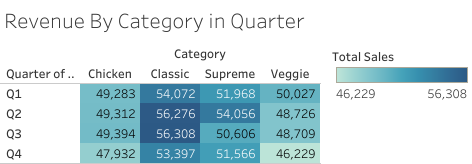 Revenue By Category in Quarter
Category
Quarter of .. Chicken Classic Supreme Veggie
Q1 49,283 54,072 51,968 50,027
Q2 49,312 56,276 54,056 48,726
Q3 49,394 56,308 50,606 48,709
Q4 47,932 53,397 51,566 46,229
Total Sales
46,229 56,308